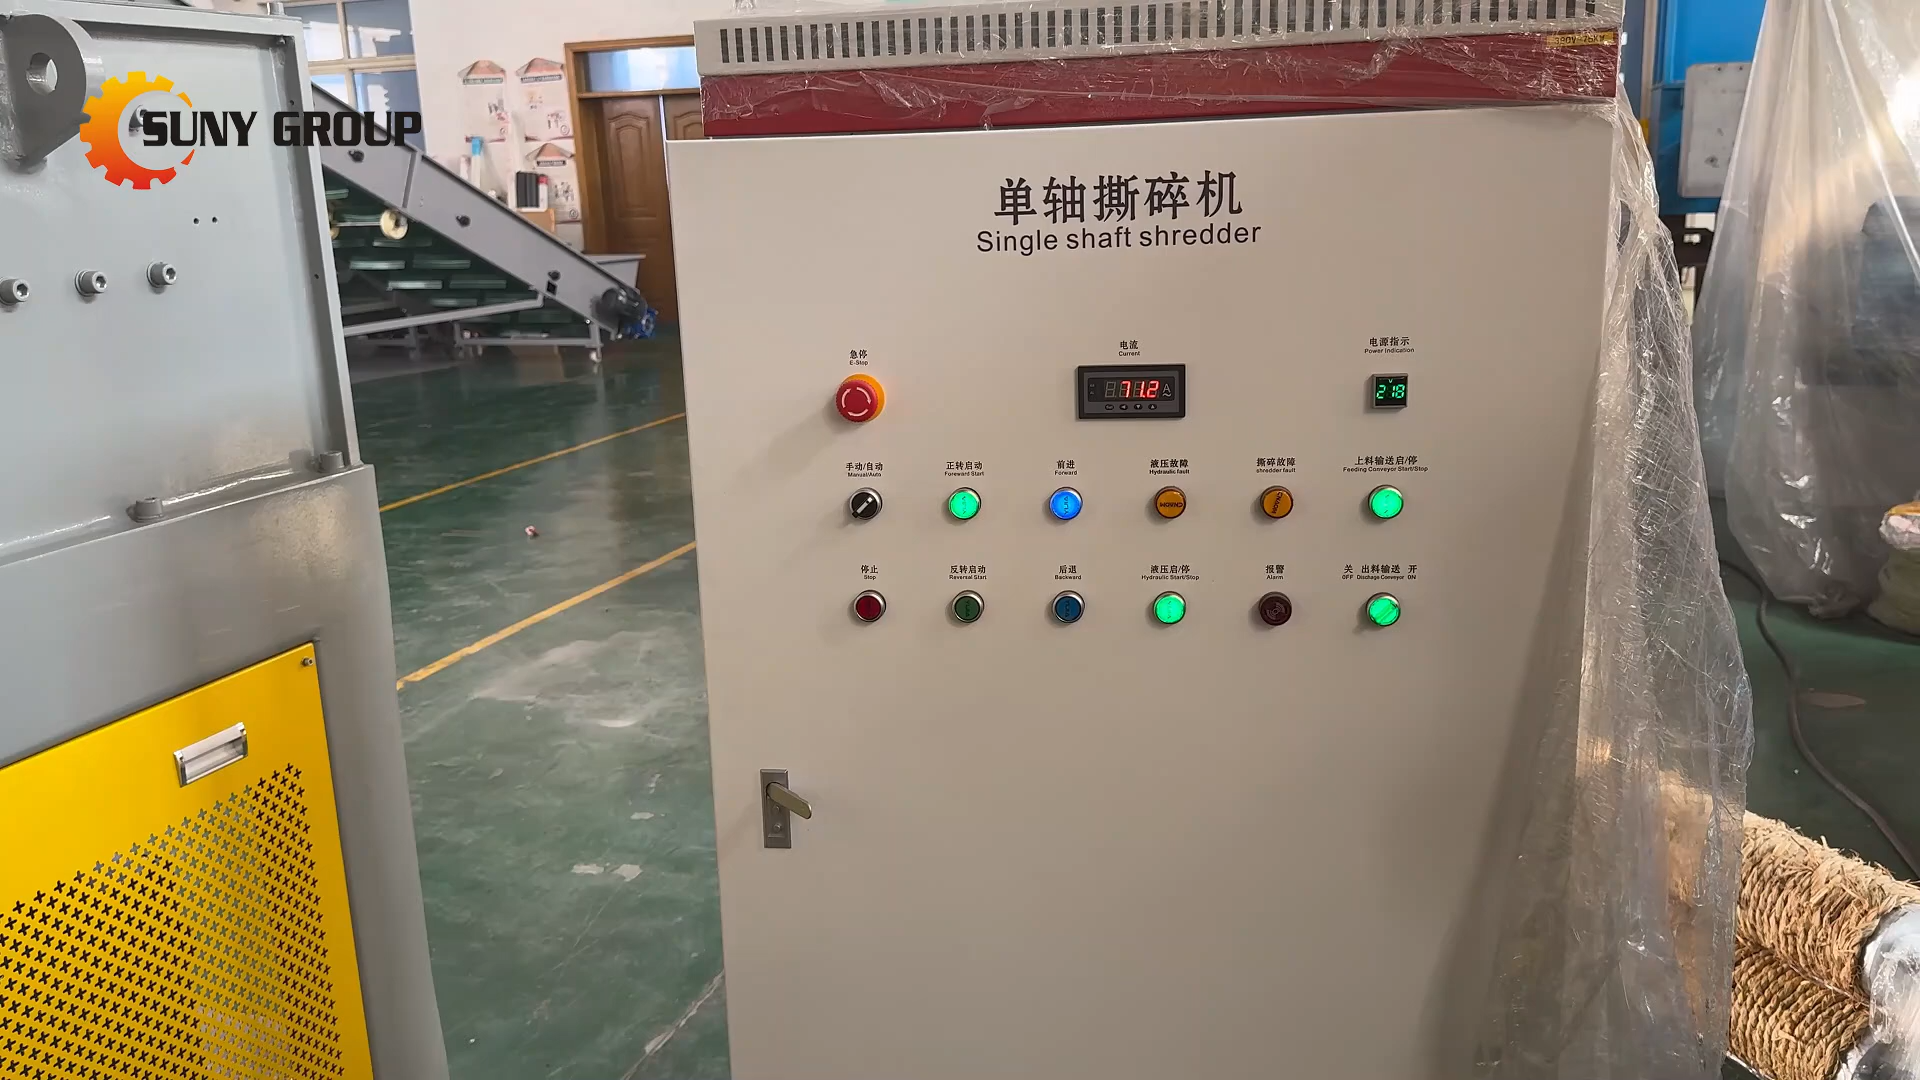 SUNY GROUP
380V 75KW
单轴撕碎机
Single shaft shredder
急停
E-Stop
电流
Current
71.2 A
电源指示
Power Indication
V
218
手动/自动
Manual/Auto
正转启动
Foreward Start
前进
Forward
液压故障
Hydraulic fault
撕碎故障
shredder fault
上料输送启/停
Feeding Conveyor Start/Stop
停止
Stop
反转启动
Reversal Start
后退
Backward
液压启/停
Hydraulic Start/Stop
报警
Alarm
关 出料输送 开
OFF Dischage Conveyor ON